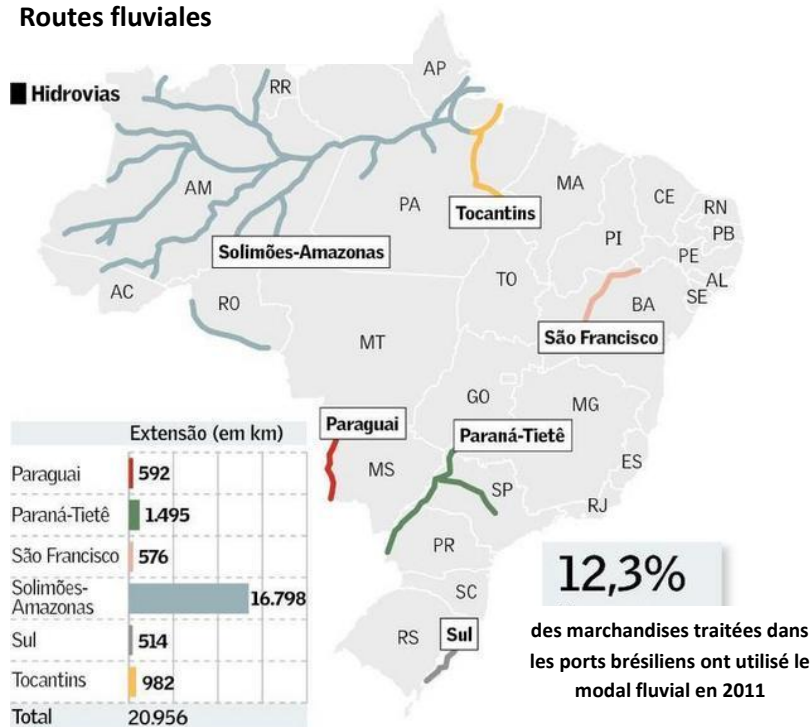 Routes fluviales
Hidrovias
AP
RR
AM
PA
MA
CE
RN
PB
PI
PE
AL
SE
BA
TO
AC
RO
MT
GO
MG
ES
MS
SP
RJ
PR
SC
RS
Tocantins
Solimões-Amazonas
São Francisco
Paraguai
Paraná-Tietê
Sul
Extensão (em km)
Paraguai 592
Paraná-Tietê 1.495
São Francisco 576
Solimões-
Amazonas 16.798
Sul 514
Tocantins 982
Total 20.956
12,3%
des marchandises traitées dans
les ports brésiliens ont utilisé le
modal fluvial en 2011